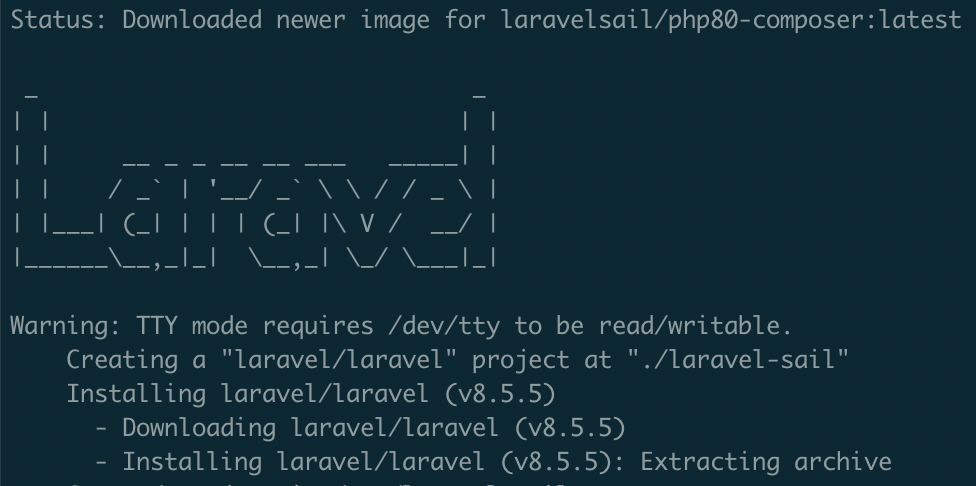 Status: Downloaded newer image for laravelsail/php80-composer:latest
 _                               _
| |                             | |
| |     __ _ _ __ __ ___   _____| |
| |    / _` | '__/ _` \ \ / / _ \ |
| |___| (_| | | | (_| |\ V /  __/ |
|______\__,_|_|  \__,_| \_/ \___|_|
Warning: TTY mode requires /dev/tty to be read/writable.
    Creating a "laravel/laravel" project at "./laravel-sail"
    Installing laravel/laravel (v8.5.5)
      - Downloading laravel/laravel (v8.5.5)
      - Installing laravel/laravel (v8.5.5): Extracting archive